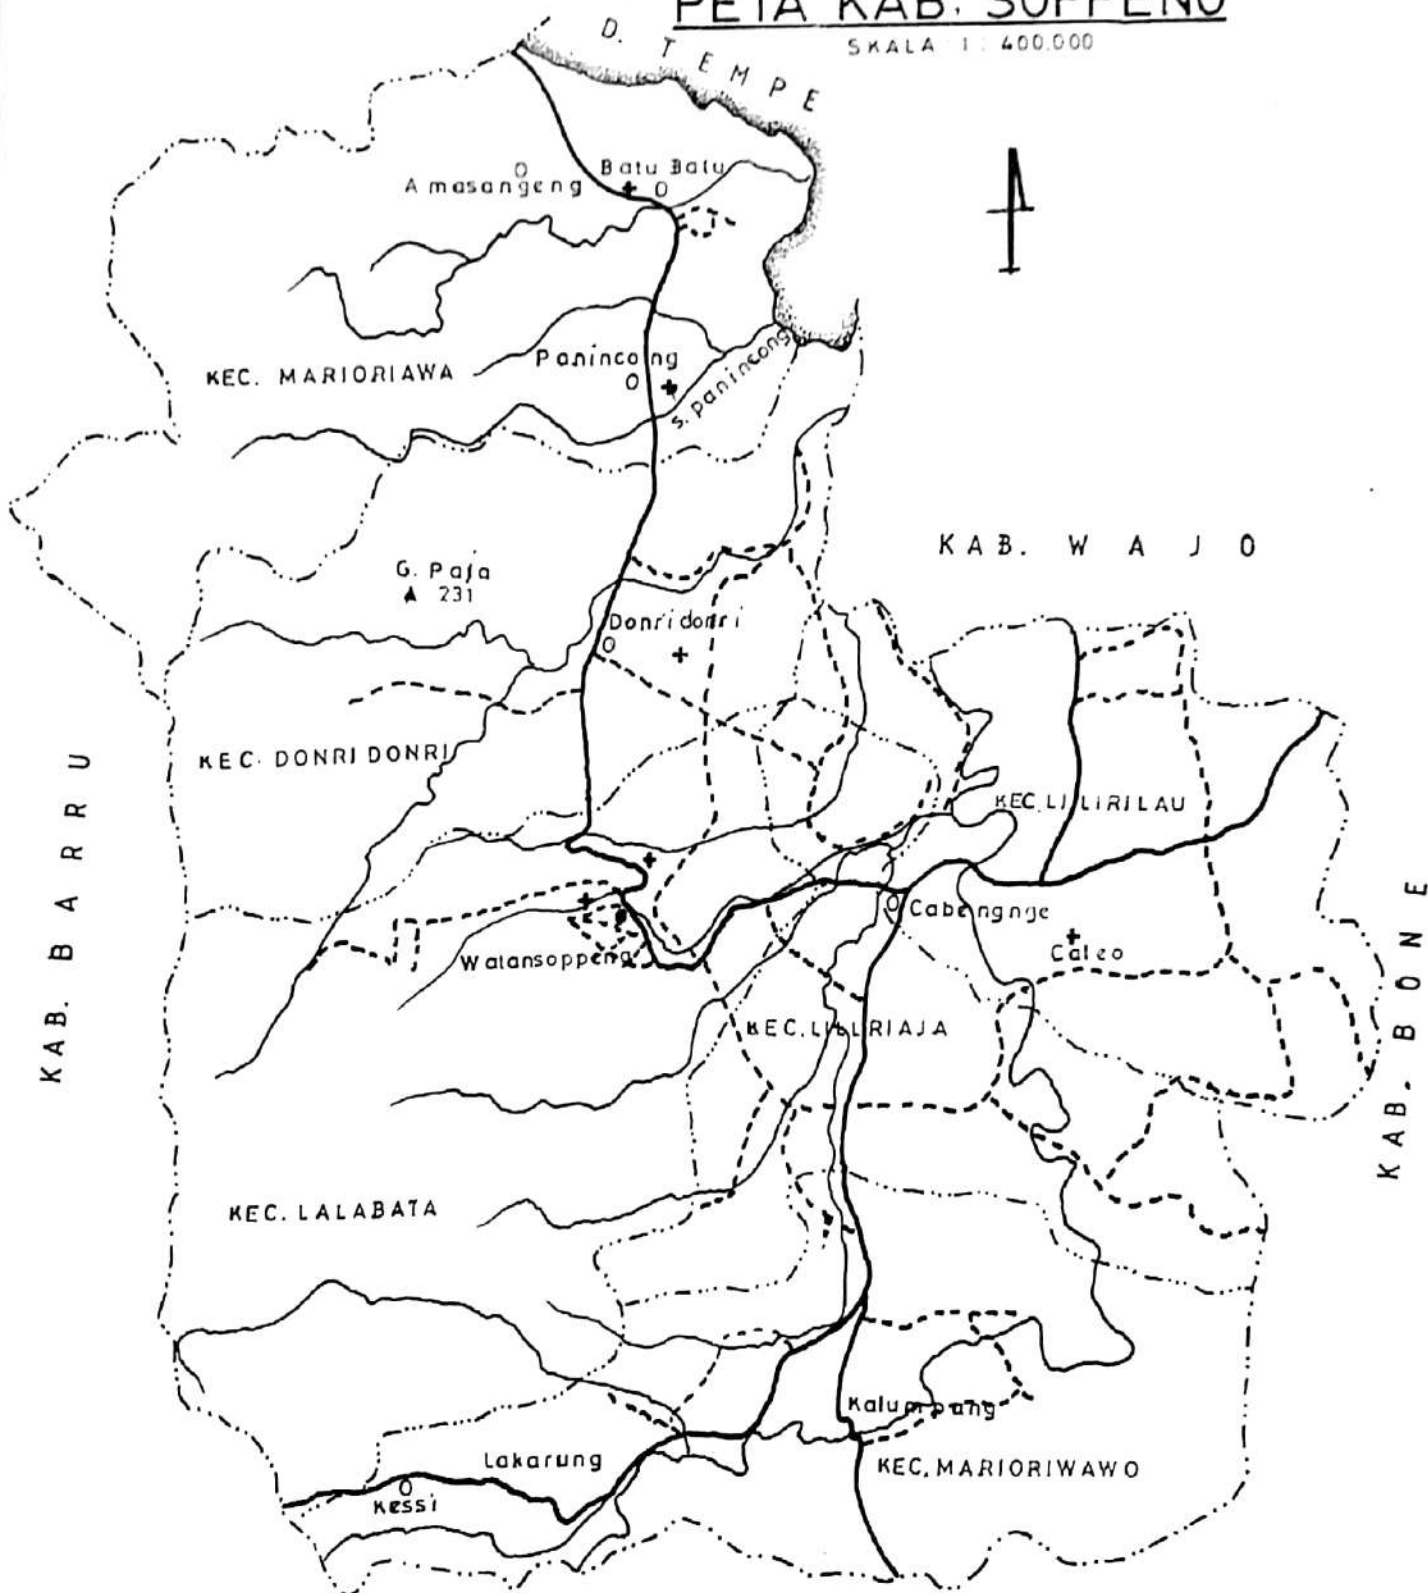 PETA KAB. SOPPENG
SKALA 1 : 400.000
D. TEMPE
Amasangeng
Batu Batu
KEC. MARIORIAWA
Panincong
S. panincong
KAB. WAJO
G. Paja
231
Donri donri
KEC. DONRI DONRI
KEC. LILIRILAU
KAB. BARRU
Cabengnge
Caleo
Watansoppeng
KEC. LILIRIAJA
KAB. BONE
KEC. LALABATA
Kalumpang
Lakarung
KEC. MARIORIWAWO
Kessi